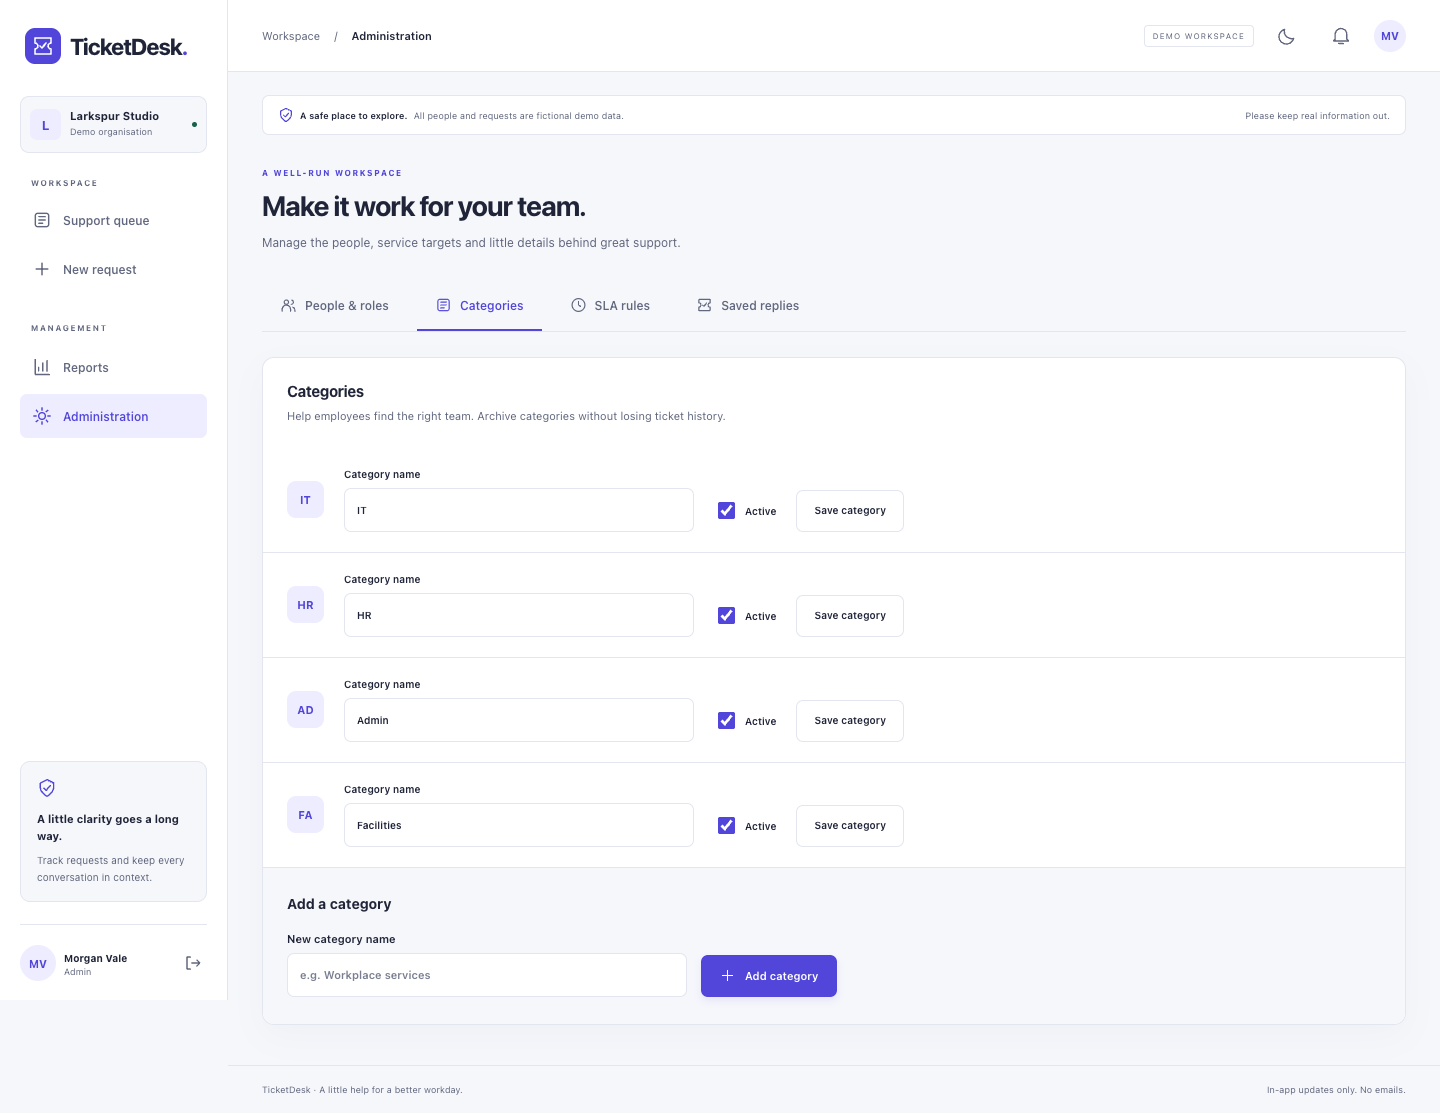 TicketDesk.
Workspace / Administration
DEMO WORKSPACE
MV
L
Larkspur Studio
Demo organisation
WORKSPACE
Support queue
New request
MANAGEMENT
Reports
Administration
A little clarity goes a long
way.
Track requests and keep every
conversation in context.
MV
Morgan Vale
Admin
A safe place to explore. All people and requests are fictional demo data.
Please keep real information out.
A WELL-RUN WORKSPACE
Make it work for your team.
Manage the people, service targets and little details behind great support.
People & roles
Categories
SLA rules
Saved replies
Categories
Help employees find the right team. Archive categories without losing ticket history.
IT
Category name
IT
Active
Save category
HR
Category name
HR
Active
Save category
AD
Category name
Admin
Active
Save category
FA
Category name
Facilities
Active
Save category
Add a category
New category name
e.g. Workplace services
Add category
TicketDesk · A little help for a better workday.
In-app updates only. No emails.